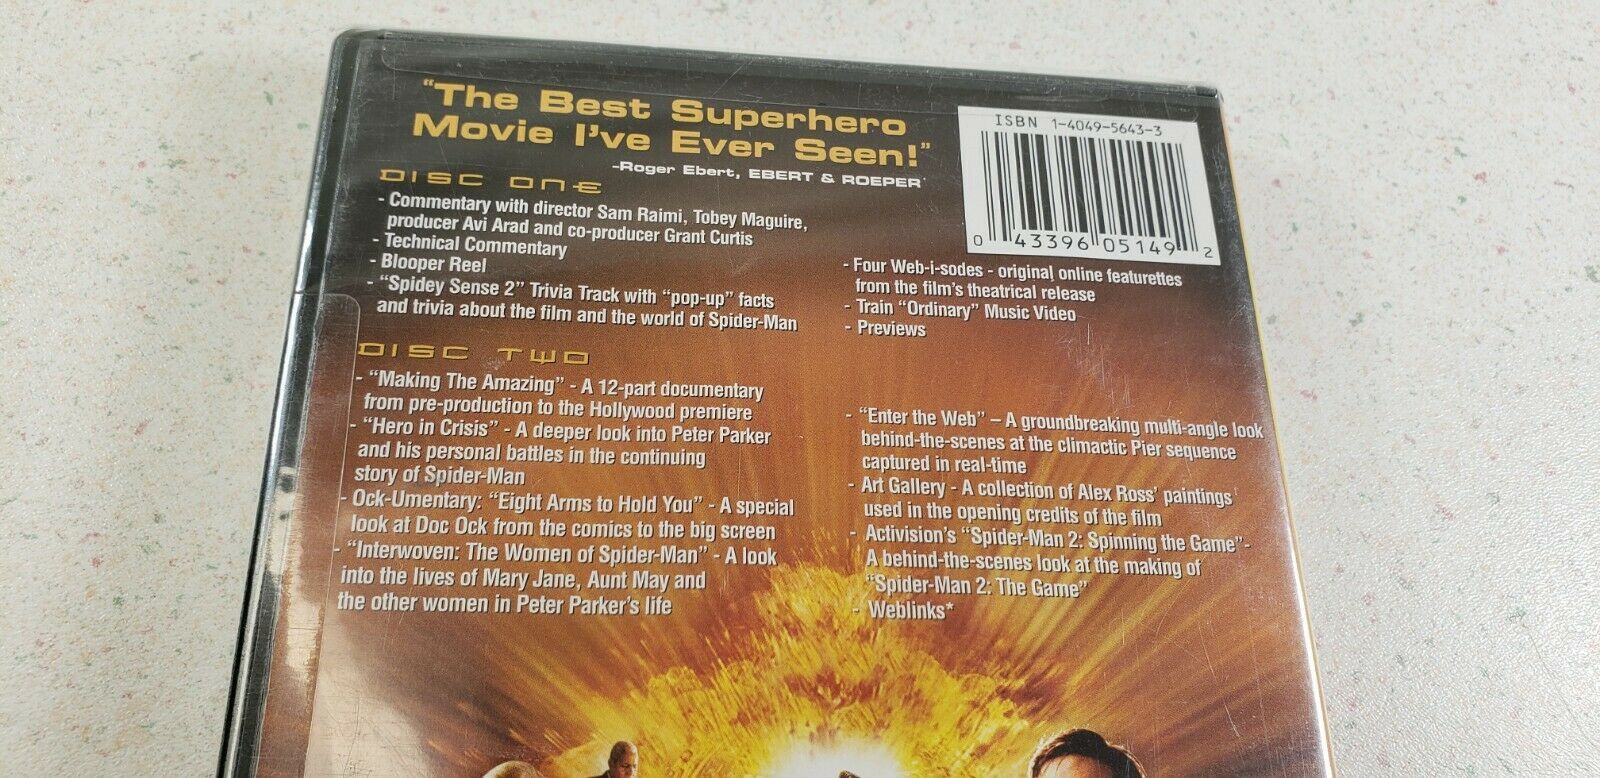 "The Best Superhero
Movie I've Ever Seen!"
-Roger Ebert, EBERT & ROEPER
ISBN 1-4049-5643-3
0 43396 05149 2
DISC ONE
- Commentary with director Sam Raimi, Tobey Maguire,
producer Avi Arad and co-producer Grant Curtis
- Technical Commentary
- Blooper Reel
- "Spidey Sense 2" Trivia Track with "pop-up" facts
and trivia about the film and the world of Spider-Man
- Four Web-i-sodes - original online featurettes
from the film's theatrical release
- Train "Ordinary" Music Video
- Previews
DISC TWO
- "Making The Amazing" - A 12-part documentary
from pre-production to the Hollywood premiere
- "Hero in Crisis" - A deeper look into Peter Parker
and his personal battles in the continuing
story of Spider-Man
- Ock-Umentary: "Eight Arms to Hold You" - A special
look at Doc Ock from the comics to the big screen
- "Interwoven: The Women of Spider-Man" - A look
into the lives of Mary Jane, Aunt May and
the other women in Peter Parker's life
- "Enter the Web" – A groundbreaking multi-angle look
behind-the-scenes at the climactic Pier sequence
captured in real-time
- Art Gallery - A collection of Alex Ross' paintings
used in the opening credits of the film
- Activision's "Spider-Man 2: Spinning the Game"-
A behind-the-scenes look at the making of
"Spider-Man 2: The Game"
- Weblinks*